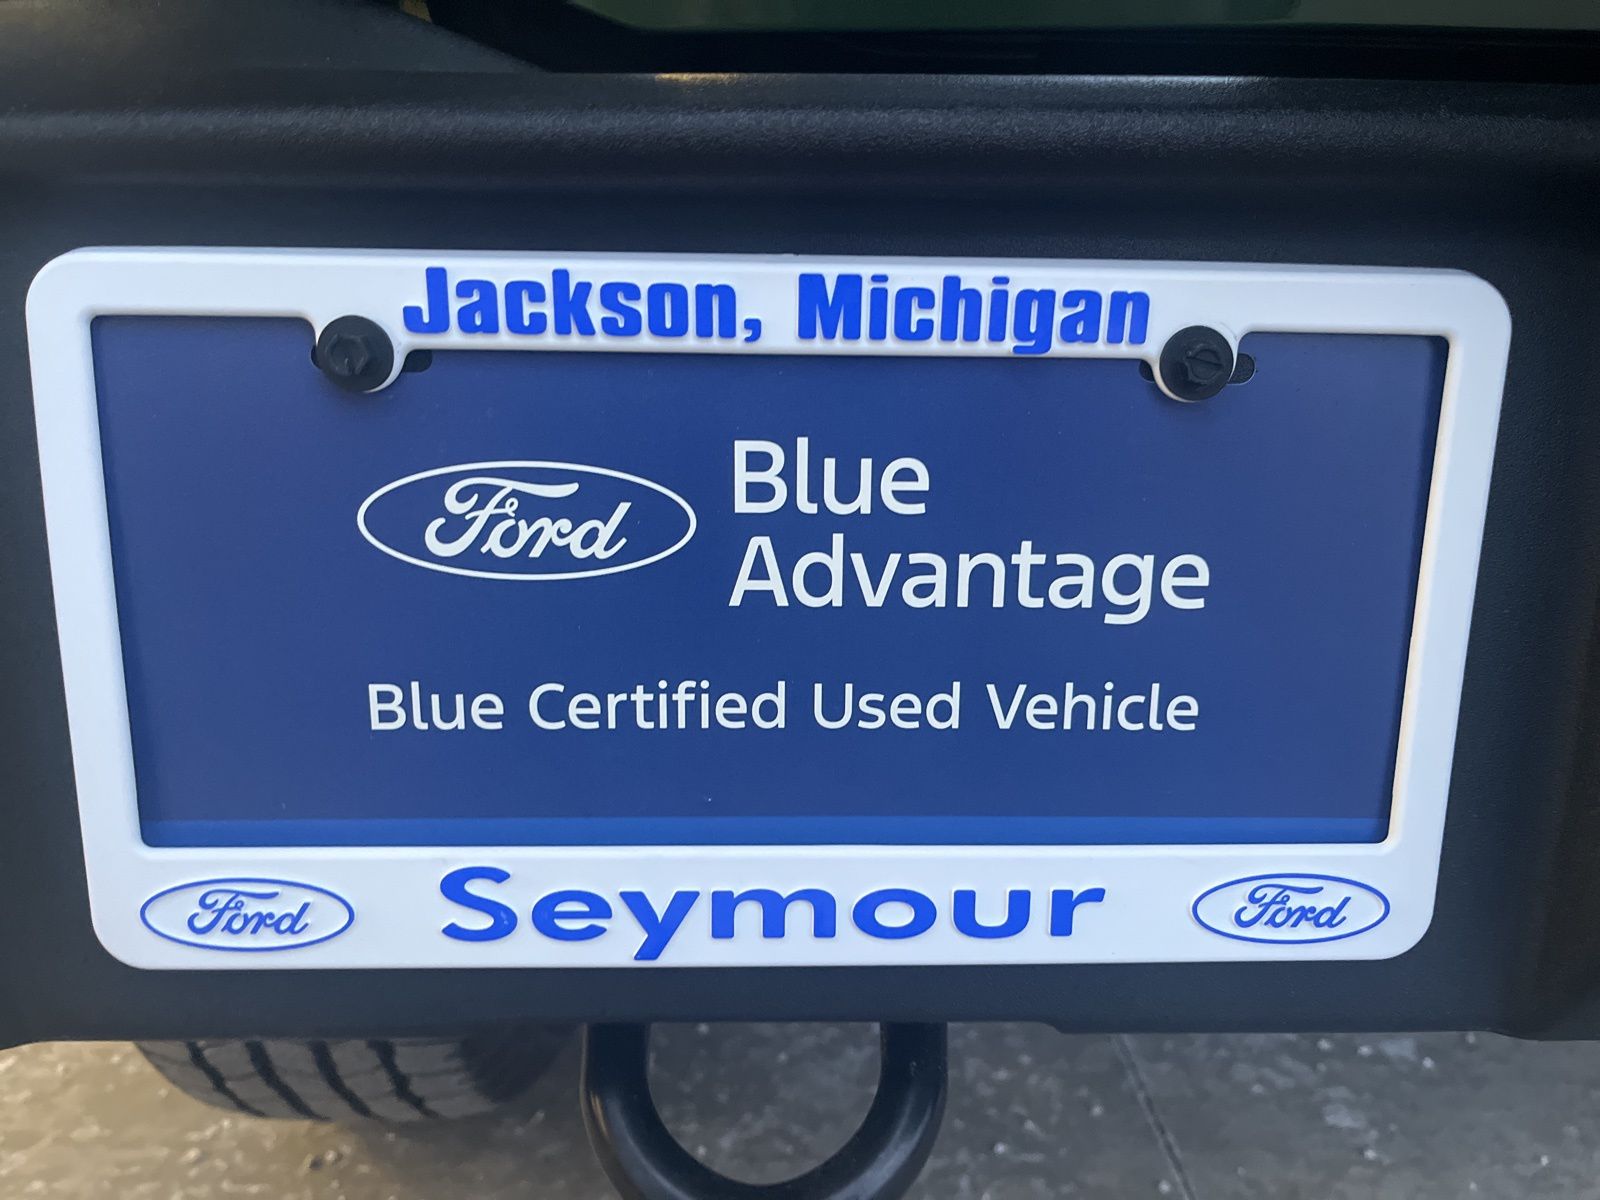 Jackson, Michigan
Ford
Blue
Advantage
Blue Certified Used Vehicle
Ford
Seymour
Ford